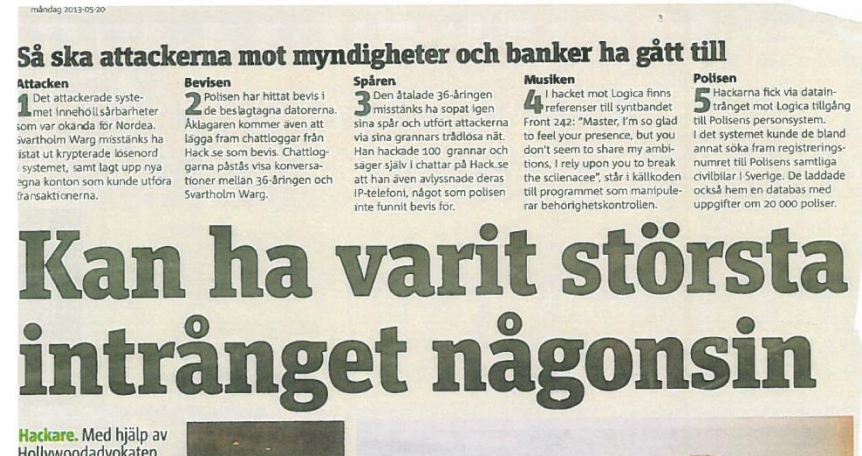 måndag 2013-05-20
Så ska attackerna mot myndigheter och banker ha gått till
Attacken
1 Det attackerade syste-
met innehöll sårbarheter
som var okända för Nordea.
Svartholm Warg misstänks ha
listat ut krypterade lösenord
i systemet, samt lagt upp nya
egna konton som kunde utföra
transaktionerna.
Bevisen
2 Polisen har hittat bevis i
de beslagtagna datorerna.
Åklagaren kommer även att
lägga fram chattloggar från
Hack.se som bevis. Chattlog-
garna påstås visa konversa-
tioner mellan 36-åringen och
Svartholm Warg.
Spåren
3 Den åtalade 36-åringen
misstänks ha sopat igen
sina spår och utfört attackerna
via sina grannars trådlösa nät.
Han hackade 100 grannar och
säger själv i chattar på Hack.se
att han även avlyssnade deras
IP-telefoni, något som polisen
inte funnit bevis för.
Musiken
4 I hacket mot Logica finns
referenser till syntbandet
Front 242: "Master, I'm so glad
to feel your presence, but you
don't seem to share my ambi-
tions, I rely upon you to break
the scilenacee", står i källkoden
till programmet som manipule-
rar behörighetskontrollen.
Polisen
5 Hackarna fick via datain-
trånget mot Logica tillgång
till Polisens personsystem.
I det systemet kunde de bland
annat söka fram registrerings-
numret till Polisens samtliga
civilbilar i Sverige. De laddade
också hem en databas med
uppgifter om 20 000 poliser.
Kan ha varit största
intrånget någonsin
Hackare. Med hjälp av
Hollywoodadvokaten